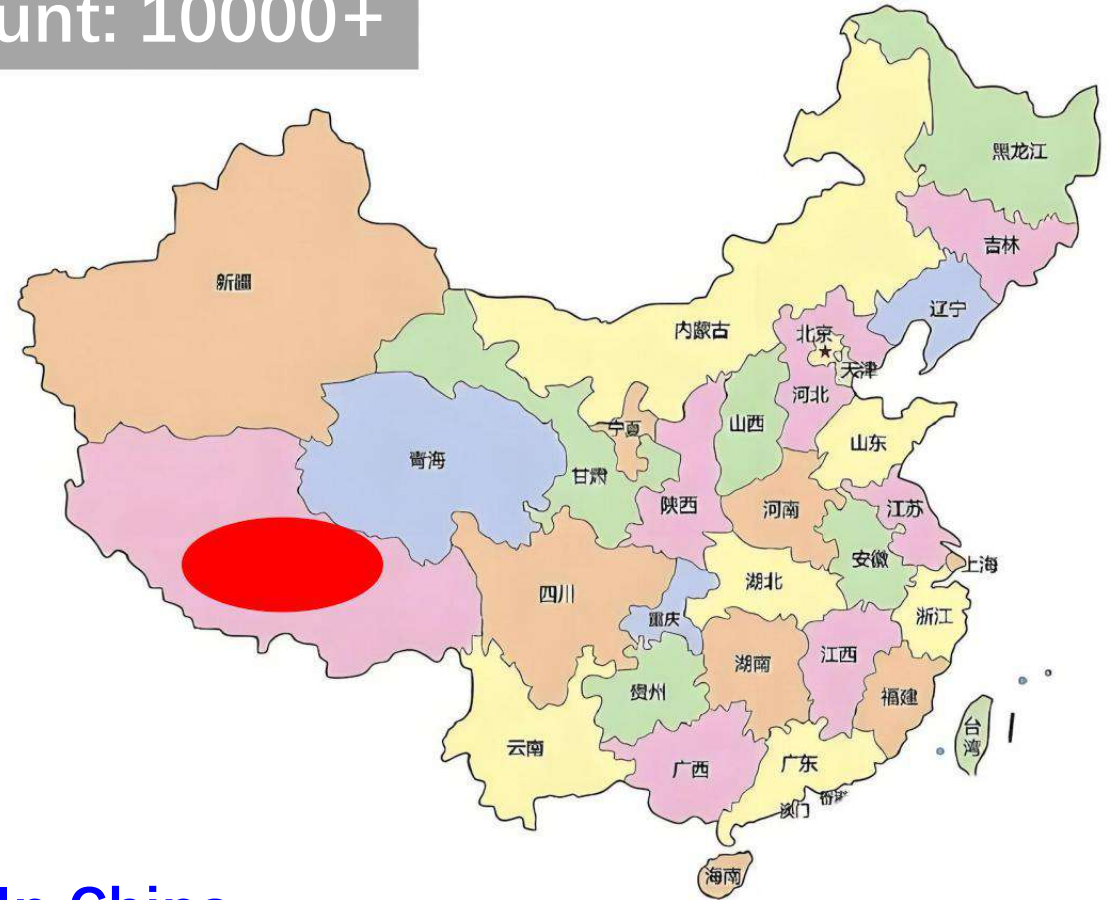 unt: 10000+
黑龙江
吉林
新疆
辽宁
内蒙古
北京
天津
河北
山西
宁夏
山东
青海
甘肃
陕西
河南
江苏
安徽
上海
湖北
四川
浙江
重庆
江西
湖南
贵州
福建
台
湾
云南
广东
广西
香港
澳门
海南
In China